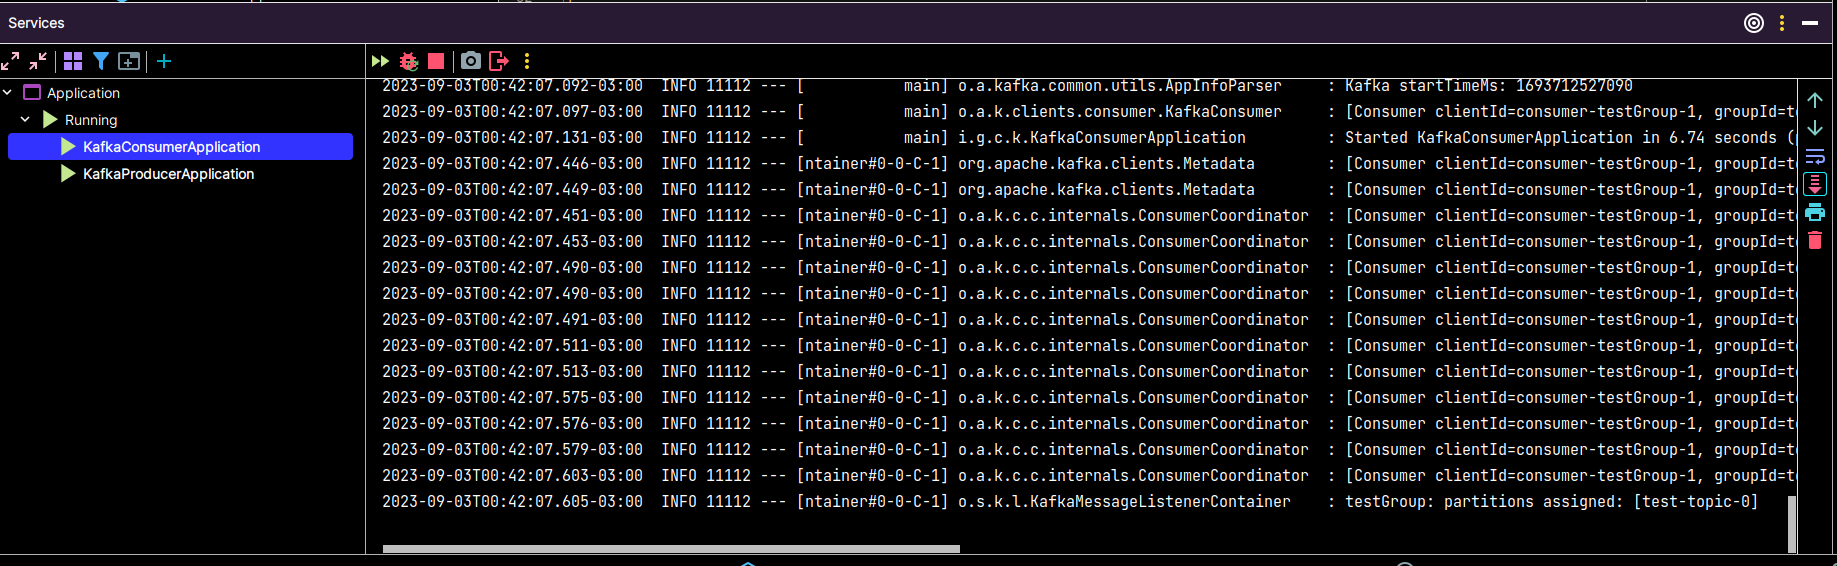 Services
Application
Running
KafkaConsumerApplication
KafkaProducerApplication
2023-09-03T00:42:07.092-03:00  INFO 11112 --- [           main] o.a.kafka.common.utils.AppInfoParser     : Kafka startTimeMs: 1693712527090
2023-09-03T00:42:07.097-03:00  INFO 11112 --- [           main] o.a.k.clients.consumer.KafkaConsumer     : [Consumer clientId=consumer-testGroup-1, groupId=te
2023-09-03T00:42:07.131-03:00  INFO 11112 --- [           main] i.g.c.k.KafkaConsumerApplication         : Started KafkaConsumerApplication in 6.74 seconds (
2023-09-03T00:42:07.446-03:00  INFO 11112 --- [ntainer#0-0-C-1] org.apache.kafka.clients.Metadata        : [Consumer clientId=consumer-testGroup-1, groupId=te
2023-09-03T00:42:07.449-03:00  INFO 11112 --- [ntainer#0-0-C-1] org.apache.kafka.clients.Metadata        : [Consumer clientId=consumer-testGroup-1, groupId=te
2023-09-03T00:42:07.451-03:00  INFO 11112 --- [ntainer#0-0-C-1] o.a.k.c.c.internals.ConsumerCoordinator  : [Consumer clientId=consumer-testGroup-1, groupId=te
2023-09-03T00:42:07.453-03:00  INFO 11112 --- [ntainer#0-0-C-1] o.a.k.c.c.internals.ConsumerCoordinator  : [Consumer clientId=consumer-testGroup-1, groupId=te
2023-09-03T00:42:07.490-03:00  INFO 11112 --- [ntainer#0-0-C-1] o.a.k.c.c.internals.ConsumerCoordinator  : [Consumer clientId=consumer-testGroup-1, groupId=te
2023-09-03T00:42:07.490-03:00  INFO 11112 --- [ntainer#0-0-C-1] o.a.k.c.c.internals.ConsumerCoordinator  : [Consumer clientId=consumer-testGroup-1, groupId=te
2023-09-03T00:42:07.491-03:00  INFO 11112 --- [ntainer#0-0-C-1] o.a.k.c.c.internals.ConsumerCoordinator  : [Consumer clientId=consumer-testGroup-1, groupId=te
2023-09-03T00:42:07.511-03:00  INFO 11112 --- [ntainer#0-0-C-1] o.a.k.c.c.internals.ConsumerCoordinator  : [Consumer clientId=consumer-testGroup-1, groupId=te
2023-09-03T00:42:07.513-03:00  INFO 11112 --- [ntainer#0-0-C-1] o.a.k.c.c.internals.ConsumerCoordinator  : [Consumer clientId=consumer-testGroup-1, groupId=te
2023-09-03T00:42:07.575-03:00  INFO 11112 --- [ntainer#0-0-C-1] o.a.k.c.c.internals.ConsumerCoordinator  : [Consumer clientId=consumer-testGroup-1, groupId=te
2023-09-03T00:42:07.576-03:00  INFO 11112 --- [ntainer#0-0-C-1] o.a.k.c.c.internals.ConsumerCoordinator  : [Consumer clientId=consumer-testGroup-1, groupId=te
2023-09-03T00:42:07.579-03:00  INFO 11112 --- [ntainer#0-0-C-1] o.a.k.c.c.internals.ConsumerCoordinator  : [Consumer clientId=consumer-testGroup-1, groupId=te
2023-09-03T00:42:07.603-03:00  INFO 11112 --- [ntainer#0-0-C-1] o.a.k.c.c.internals.ConsumerCoordinator  : [Consumer clientId=consumer-testGroup-1, groupId=te
2023-09-03T00:42:07.605-03:00  INFO 11112 --- [ntainer#0-0-C-1] o.s.k.l.KafkaMessageListenerContainer    : testGroup: partitions assigned: [test-topic-0]